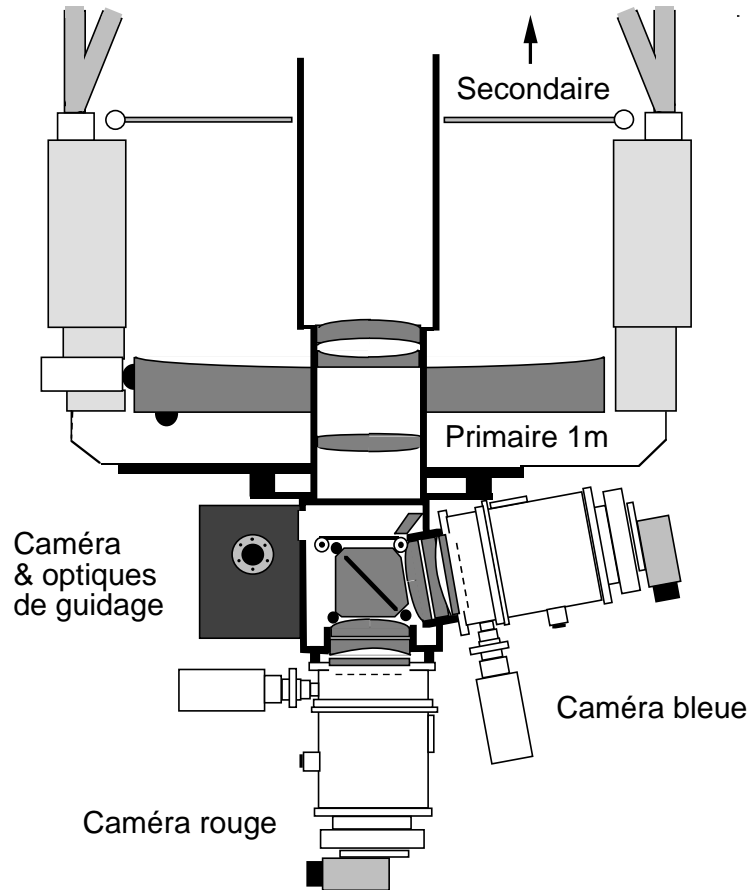 Secondaire
Primaire 1m
Caméra
& optiques
de guidage
Caméra bleue
Caméra rouge